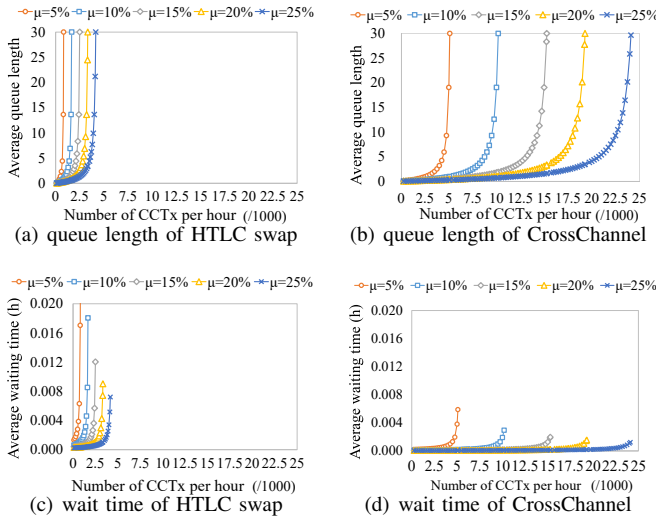 μ=5% μ=10% μ=15% μ=20% μ=25%
Average queue length
30
25
20
15
10
5
0
0 2.5 5 7.5 10 12.5 15 17.5 20 22.5 25
Number of CCTx per hour (/1000)
(a) queue length of HTLC swap
μ=5% μ=10% μ=15% μ=20% μ=25%
Average queue length
30
25
20
15
10
5
0
0 2.5 5 7.5 10 12.5 15 17.5 20 22.5 25
Number of CCTx per hour (/1000)
(b) queue length of CrossChannel
μ=5% μ=10% μ=15% μ=20% μ=25%
Average waiting time (h)
0.020
0.016
0.012
0.008
0.004
0.000
0 2.5 5 7.5 10 12.5 15 17.5 20 22.5 25
Number of CCTx per hour (/1000)
(c) wait time of HTLC swap
μ=5% μ=10% μ=15% μ=20% μ=25%
Average waiting time (h)
0.020
0.016
0.012
0.008
0.004
0.000
0 2.5 5 7.5 10 12.5 15 17.5 20 22.5 25
Number of CCTx per hour (/1000)
(d) wait time of CrossChannel